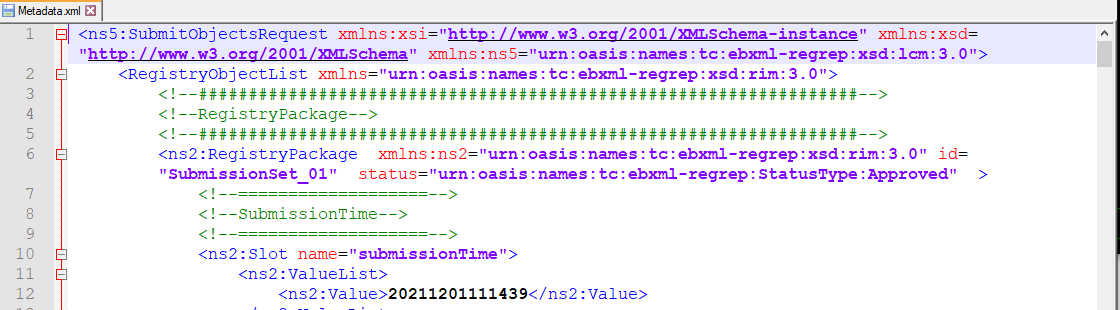 Metadata.xml
1 <ns5:SubmitObjectsRequest xmlns:xsi="http://www.w3.org/2001/XMLSchema-instance" xmlns:xsd=
"http://www.w3.org/2001/XMLSchema" xmlns:ns5="urn:oasis:names:tc:ebxml-regrep:xsd:lcm:3.0">
2 <RegistryObjectList xmlns="urn:oasis:names:tc:ebxml-regrep:xsd:rim:3.0">
3 <!--##################################################################-->
4 <!--RegistryPackage-->
5 <!--##################################################################-->
6 <ns2:RegistryPackage  xmlns:ns2="urn:oasis:names:tc:ebxml-regrep:xsd:rim:3.0" id=
"SubmissionSet_01"  status="urn:oasis:names:tc:ebxml-regrep:StatusType:Approved"  >
7 <!--===================-->
8 <!--SubmissionTime-->
9 <!--===================-->
10 <ns2:Slot name="submissionTime">
11 <ns2:ValueList>
12 <ns2:Value>20211201111439</ns2:Value>